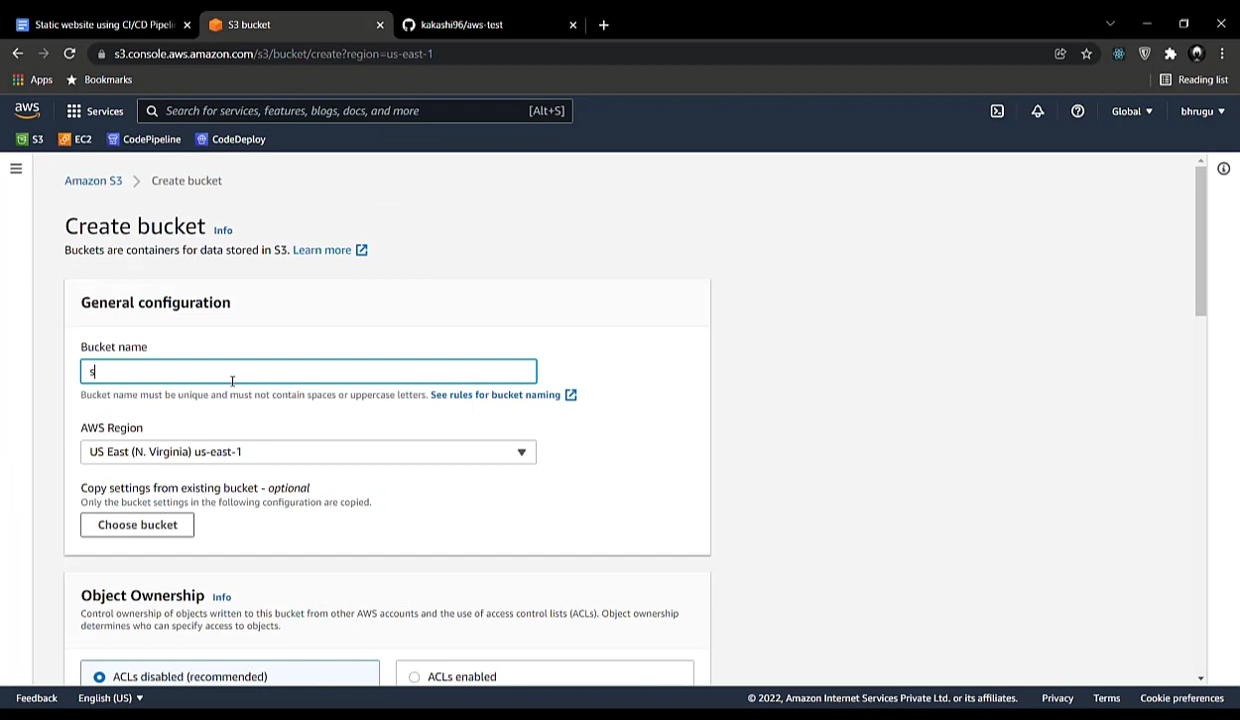 Static website using CI/CD Pipeli
S3 bucket
kakashi96/aws-test
s3.console.aws.amazon.com/s3/bucket/create?region=us-east-1
Apps
Bookmarks
Reading list
aws
Services
Search for services, features, blogs, docs, and more
[Alt+S]
Global
bhrugu
S3
EC2
CodePipeline
CodeDeploy
Amazon S3
Create bucket
Create bucket Info
Buckets are containers for data stored in S3. Learn more
General configuration
Bucket name
s
Bucket name must be unique and must not contain spaces or uppercase letters. See rules for bucket naming
AWS Region
US East (N. Virginia) us-east-1
Copy settings from existing bucket - optional
Only the bucket settings in the following configuration are copied.
Choose bucket
Object Ownership Info
Control ownership of objects written to this bucket from other AWS accounts and the use of access control lists (ACLs). Object ownership
determines who can specify access to objects.
ACLs disabled (recommended)
ACLs enabled
Feedback
English (US)
© 2022, Amazon Internet Services Private Ltd. or its affiliates.
Privacy
Terms
Cookie preferences